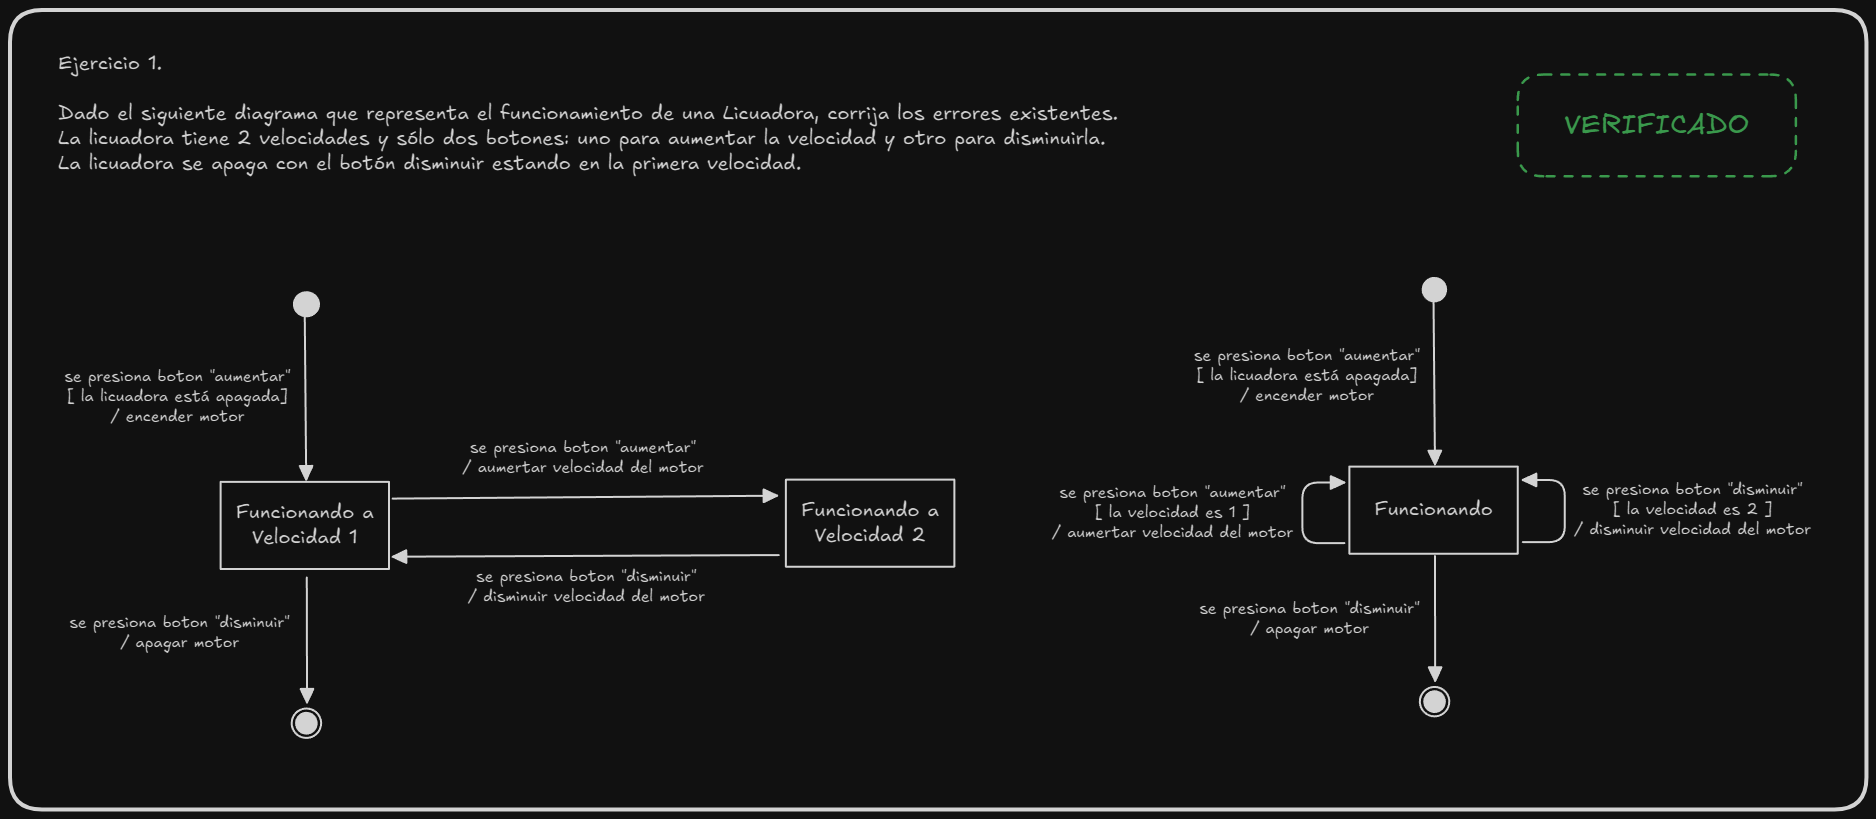 Ejercicio 1.
Dado el siguiente diagrama que representa el funcionamiento de una Licuadora, corrija los errores existentes.
La licuadora tiene 2 velocidades y sólo dos botones: uno para aumentar la velocidad y otro para disminuirla.
La licuadora se apaga con el botón disminuir estando en la primera velocidad.
VERIFICADO
se presiona boton "aumentar"
[ la licuadora está apagada]
/ encender motor
se presiona boton "aumentar"
/ aumertar velocidad del motor
Funcionando a
Velocidad 1
Funcionando a
Velocidad 2
se presiona boton "disminuir"
/ disminuir velocidad del motor
se presiona boton "disminuir"
/ apagar motor
se presiona boton "aumentar"
[ la licuadora está apagada]
/ encender motor
se presiona boton "aumentar"
[ la velocidad es 1 ]
/ aumertar velocidad del motor
Funcionando
se presiona boton "disminuir"
[ la velocidad es 2 ]
/ disminuir velocidad del motor
se presiona boton "disminuir"
/ apagar motor